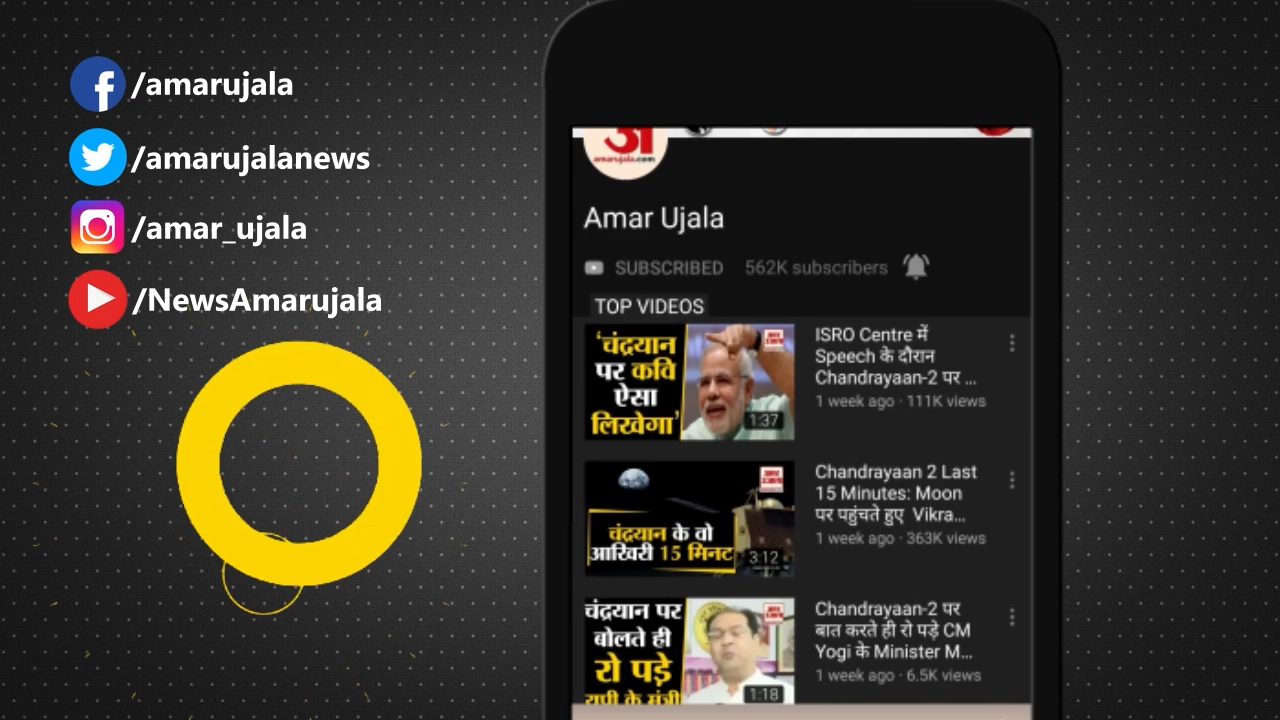 /amarujala
/amarujalanews
/amar_ujala
/NewsAmarujala
amarujala.com
Amar Ujala
SUBSCRIBED 562K subscribers
TOP VIDEOS
'चंद्रयान
पर कवि
ऐसा
लिखेगा'
1:37
ISRO Centre में
Speech के दौरान
Chandrayaan-2 पर ...
1 week ago · 111K views
चंद्रयान के वो
आखिरी 15 मिनट
3:12
Chandrayaan 2 Last
15 Minutes: Moon
पर पहुंचते हुए Vikra...
1 week ago · 363K views
चंद्रयान पर
बोलते ही
रो पड़े
यूपी के मंत्री
1:18
Chandrayaan-2 पर
बात करते ही रो पड़े CM
Yogi के Minister M...
1 week ago · 6.5K views